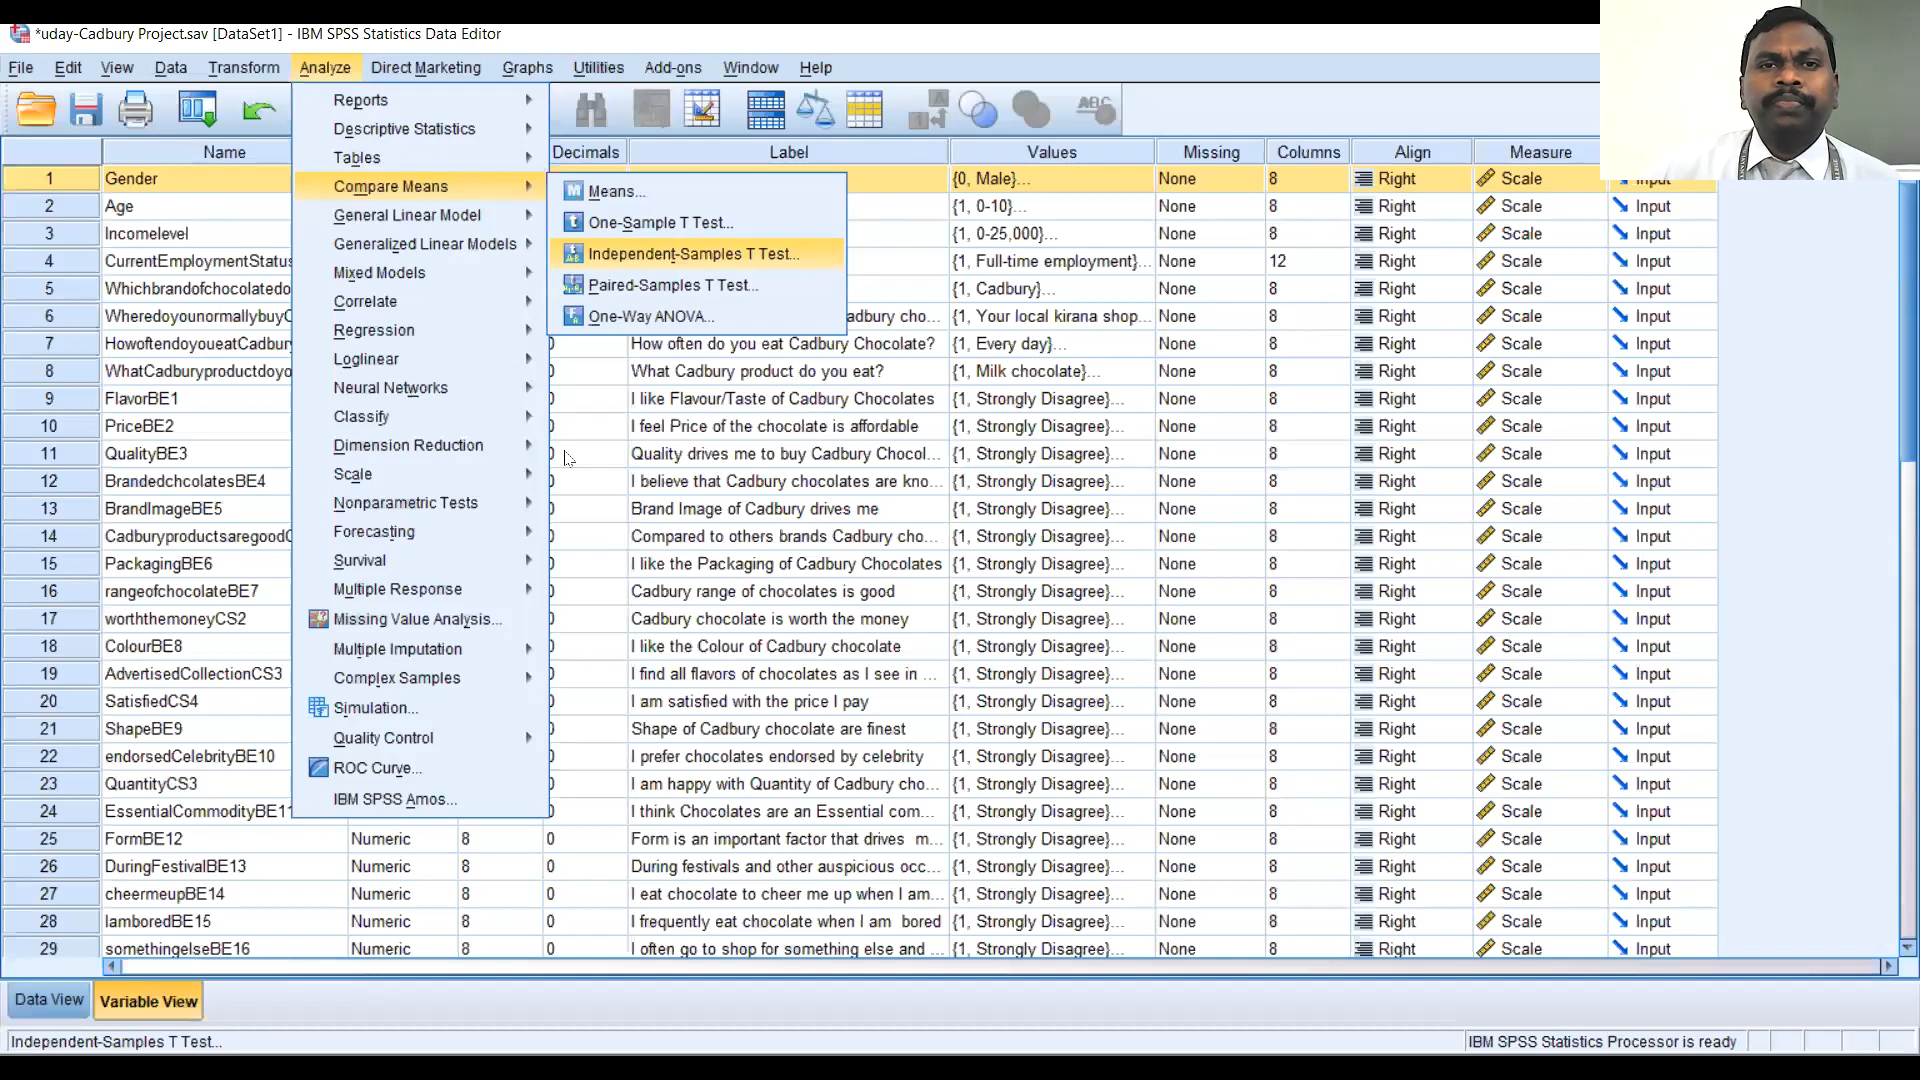 *uday-Cadbury Project.sav [DataSet1] - IBM SPSS Statistics Data Editor
File Edit View Data Transform Analyze Direct Marketing Graphs Utilities Add-ons Window Help
Reports
Descriptive Statistics
Tables
Compare Means
General Linear Model
Generalized Linear Models
Mixed Models
Correlate
Regression
Loglinear
Neural Networks
Classify
Dimension Reduction
Scale
Nonparametric Tests
Forecasting
Survival
Multiple Response
Missing Value Analysis...
Multiple Imputation
Complex Samples
Simulation...
Quality Control
ROC Curve...
IBM SPSS Amos...
Means...
One-Sample T Test...
Independent-Samples T Test...
Paired-Samples T Test...
One-Way ANOVA...
Name Decimals Label Values Missing Columns Align Measure
1 Gender {0, Male}... None 8 Right Scale Input
2 Age {1, 0-10}... None 8 Right Scale Input
3 Incomelevel {1, 0-25,000}... None 8 Right Scale Input
4 CurrentEmploymentStatus {1, Full-time employment}... None 12 Right Scale Input
5 Whichbrandofchocolatedo {1, Cadbury}... None 8 Right Scale Input
6 WheredoyounormallybuyC adbury cho... {1, Your local kirana shop... None 8 Right Scale Input
7 HowoftendoyoueatCadbury 0 How often do you eat Cadbury Chocolate? {1, Every day}... None 8 Right Scale Input
8 WhatCadburyproductdoyo 0 What Cadbury product do you eat? {1, Milk chocolate}... None 8 Right Scale Input
9 FlavorBE1 0 I like Flavour/Taste of Cadbury Chocolates {1, Strongly Disagree}... None 8 Right Scale Input
10 PriceBE2 0 I feel Price of the chocolate is affordable {1, Strongly Disagree}... None 8 Right Scale Input
11 QualityBE3 0 Quality drives me to buy Cadbury Chocol... {1, Strongly Disagree}... None 8 Right Scale Input
12 BrandedchcolatesBE4 0 I believe that Cadbury chocolates are kno... {1, Strongly Disagree}... None 8 Right Scale Input
13 BrandImageBE5 0 Brand Image of Cadbury drives me {1, Strongly Disagree}... None 8 Right Scale Input
14 CadburyproductsaregoodC 0 Compared to others brands Cadbury cho... {1, Strongly Disagree}... None 8 Right Scale Input
15 PackagingBE6 0 I like the Packaging of Cadbury Chocolates {1, Strongly Disagree}... None 8 Right Scale Input
16 rangeofchocolateBE7 0 Cadbury range of chocolates is good {1, Strongly Disagree}... None 8 Right Scale Input
17 worththemoneyCS2 0 Cadbury chocolate is worth the money {1, Strongly Disagree}... None 8 Right Scale Input
18 ColourBE8 0 I like the Colour of Cadbury chocolate {1, Strongly Disagree}... None 8 Right Scale Input
19 AdvertisedCollectionCS3 0 I find all flavors of chocolates as I see in ... {1, Strongly Disagree}... None 8 Right Scale Input
20 SatisfiedCS4 0 I am satisfied with the price I pay {1, Strongly Disagree}... None 8 Right Scale Input
21 ShapeBE9 0 Shape of Cadbury chocolate are finest {1, Strongly Disagree}... None 8 Right Scale Input
22 endorsedCelebrityBE10 0 I prefer chocolates endorsed by celebrity {1, Strongly Disagree}... None 8 Right Scale Input
23 QuantityCS3 0 I am happy with Quantity of Cadbury cho... {1, Strongly Disagree}... None 8 Right Scale Input
24 EssentialCommodityBE11 0 I think Chocolates are an Essential com... {1, Strongly Disagree}... None 8 Right Scale Input
25 FormBE12 Numeric 8 0 Form is an important factor that drives m... {1, Strongly Disagree}... None 8 Right Scale Input
26 DuringFestivalBE13 Numeric 8 0 During festivals and other auspicious occ... {1, Strongly Disagree}... None 8 Right Scale Input
27 cheermeupBE14 Numeric 8 0 I eat chocolate to cheer me up when I am... {1, Strongly Disagree}... None 8 Right Scale Input
28 IamboredBE15 Numeric 8 0 I frequently eat chocolate when I am bored {1, Strongly Disagree}... None 8 Right Scale Input
29 somethingelseBE16 Numeric 8 0 I often go to shop for something else and ... {1, Strongly Disagree}... None 8 Right Scale Input
Data View Variable View
Independent-Samples T Test... IBM SPSS Statistics Processor is ready